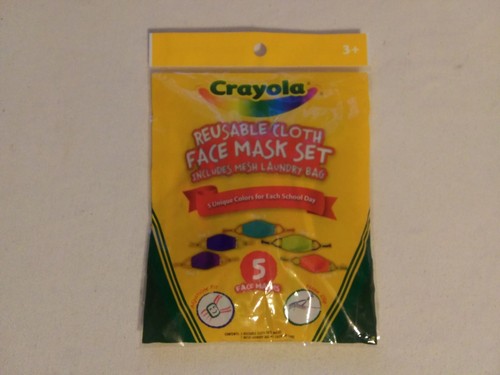 3+
Crayola
REUSABLE CLOTH
FACE MASK SET
INCLUDES MESH LAUNDRY BAG
5 Unique Colors for Each School Day
5
FACE MASKS